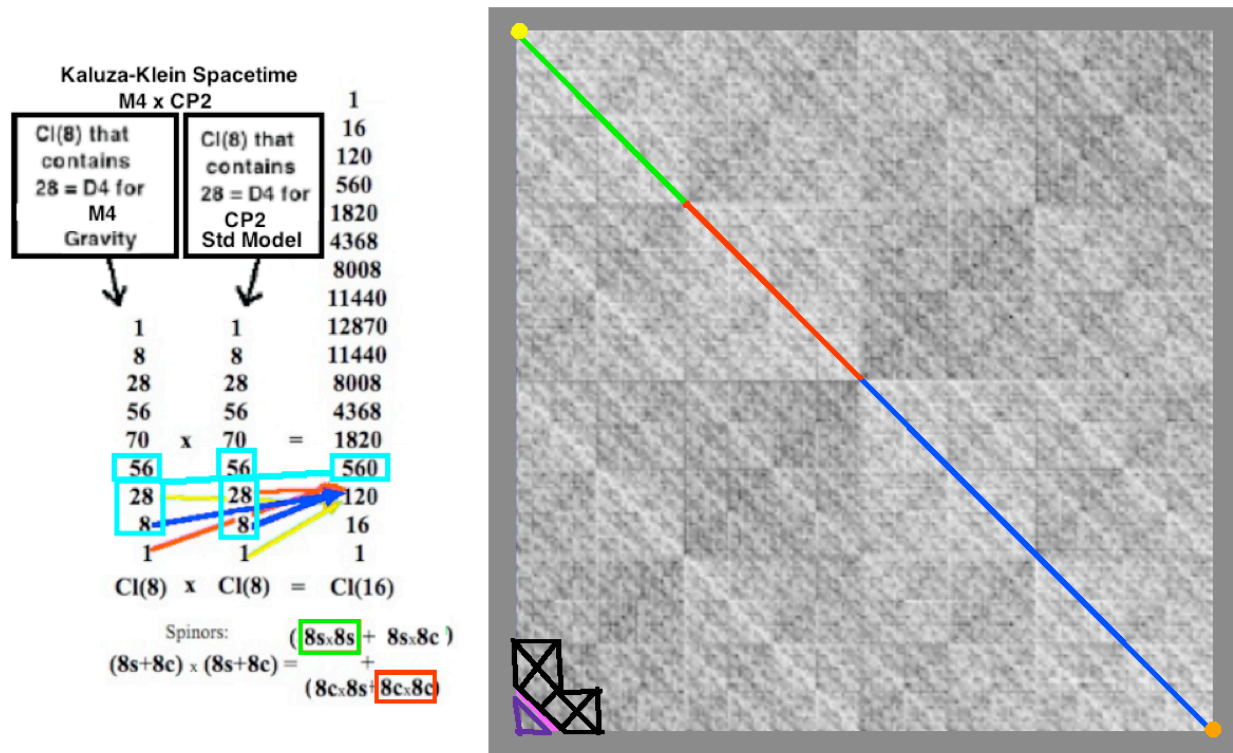 Kaluza-Klein Spacetime
M4 x CP2
Cl(8) that
contains
28 = D4 for
M4
Gravity
Cl(8) that
contains
28 = D4 for
CP2
Std Model
1
16
120
560
1820
4368
8008
11440
1 1 12870
8 8 11440
28 28 8008
56 56 4368
70 x 70 = 1820
56 56 560
28 28 120
8 8 16
1 1 1
Cl(8) x Cl(8) = Cl(16)
Spinors:
(8s+8c) x (8s+8c) =
(8sx8s + 8sx8c)
+
(8cx8s+8cx8c)